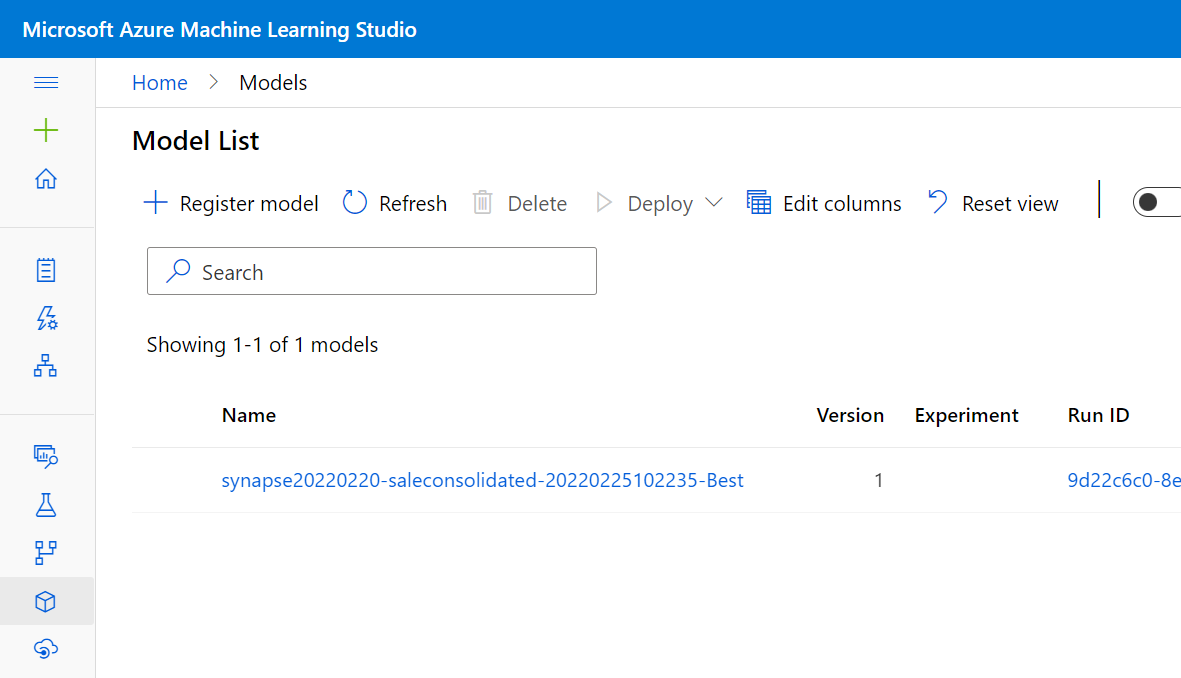 Microsoft Azure Machine Learning Studio
Home > Models
Model List
Register model Refresh Delete Deploy Edit columns Reset view
Search
Showing 1-1 of 1 models
Name Version Experiment Run ID
synapse20220220-saleconsolidated-20220225102235-Best 1 9d22c6c0-8e